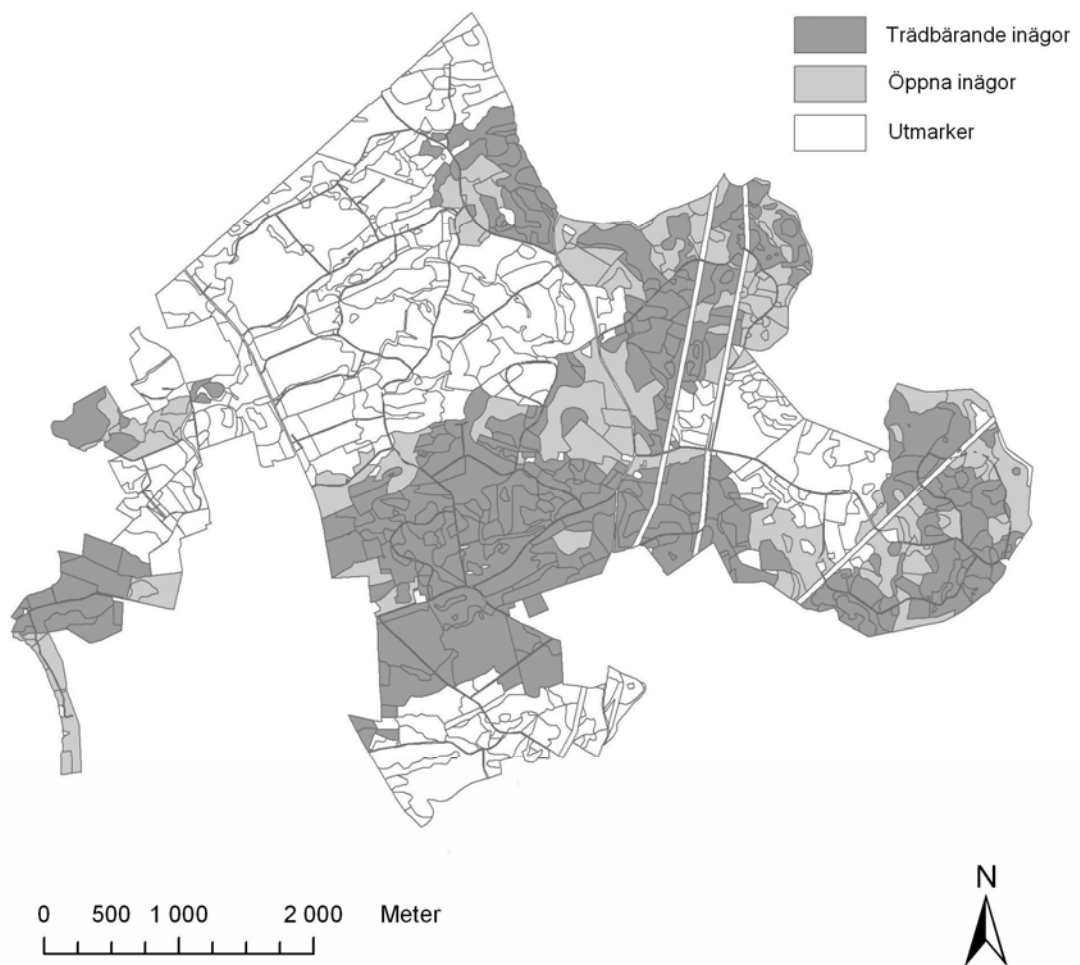 Trädbärande inägor
Öppna inägor
Utmarker
0 500 1 000 2 000 Meter
N